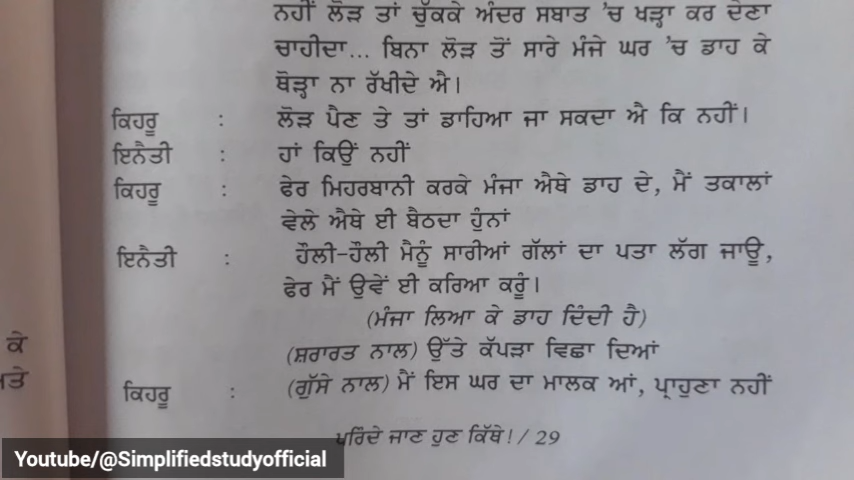 ਨਹੀਂ ਲੋੜ ਤਾਂ ਚੁੱਕਕੇ ਅੰਦਰ ਸਬਾਤ 'ਚ ਖੜ੍ਹਾ ਕਰ ਦੇਣਾ
ਚਾਹੀਦਾ... ਬਿਨਾ ਲੋੜ ਤੋਂ ਸਾਰੇ ਮੰਜੇ ਘਰ 'ਚ ਡਾਹ ਕੇ
ਥੋੜ੍ਹਾ ਨਾ ਰੱਖੀਦੇ ਐ।
ਕਿਹਰੂ : ਲੋੜ ਪੈਣ ਤੇ ਤਾਂ ਡਾਹਿਆ ਜਾ ਸਕਦਾ ਐ ਕਿ ਨਹੀਂ।
ਇਨੈਤੀ : ਹਾਂ ਕਿਉਂ ਨਹੀਂ
ਕਿਹਰੂ : ਫੇਰ ਮਿਹਰਬਾਨੀ ਕਰਕੇ ਮੰਜਾ ਐਥੇ ਡਾਹ ਦੇ, ਮੈਂ ਤਕਾਲਾਂ
ਵੇਲੇ ਐਥੇ ਈ ਬੈਠਦਾ ਹੁੰਨਾਂ
ਇਨੈਤੀ : ਹੌਲੀ-ਹੌਲੀ ਮੈਨੂੰ ਸਾਰੀਆਂ ਗੱਲਾਂ ਦਾ ਪਤਾ ਲੱਗ ਜਾਊ,
ਫੇਰ ਮੈਂ ਉਵੇਂ ਈ ਕਰਿਆ ਕਰੂੰ।
(ਮੰਜਾ ਲਿਆ ਕੇ ਡਾਹ ਦਿੰਦੀ ਹੈ)
(ਸ਼ਰਾਰਤ ਨਾਲ) ਉੱਤੇ ਕੱਪੜਾ ਵਿਛਾ ਦਿਆਂ
ਕਿਹਰੂ : (ਗੁੱਸੇ ਨਾਲ) ਮੈਂ ਇਸ ਘਰ ਦਾ ਮਾਲਕ ਆਂ, ਪ੍ਰਾਹੁਣਾ ਨਹੀਂ
ਪਰਿੰਦੇ ਜਾਣ ਹੁਣ ਕਿੱਥੇ! / 29
ਕੇ
Youtube/@Simplifiedstudyofficial